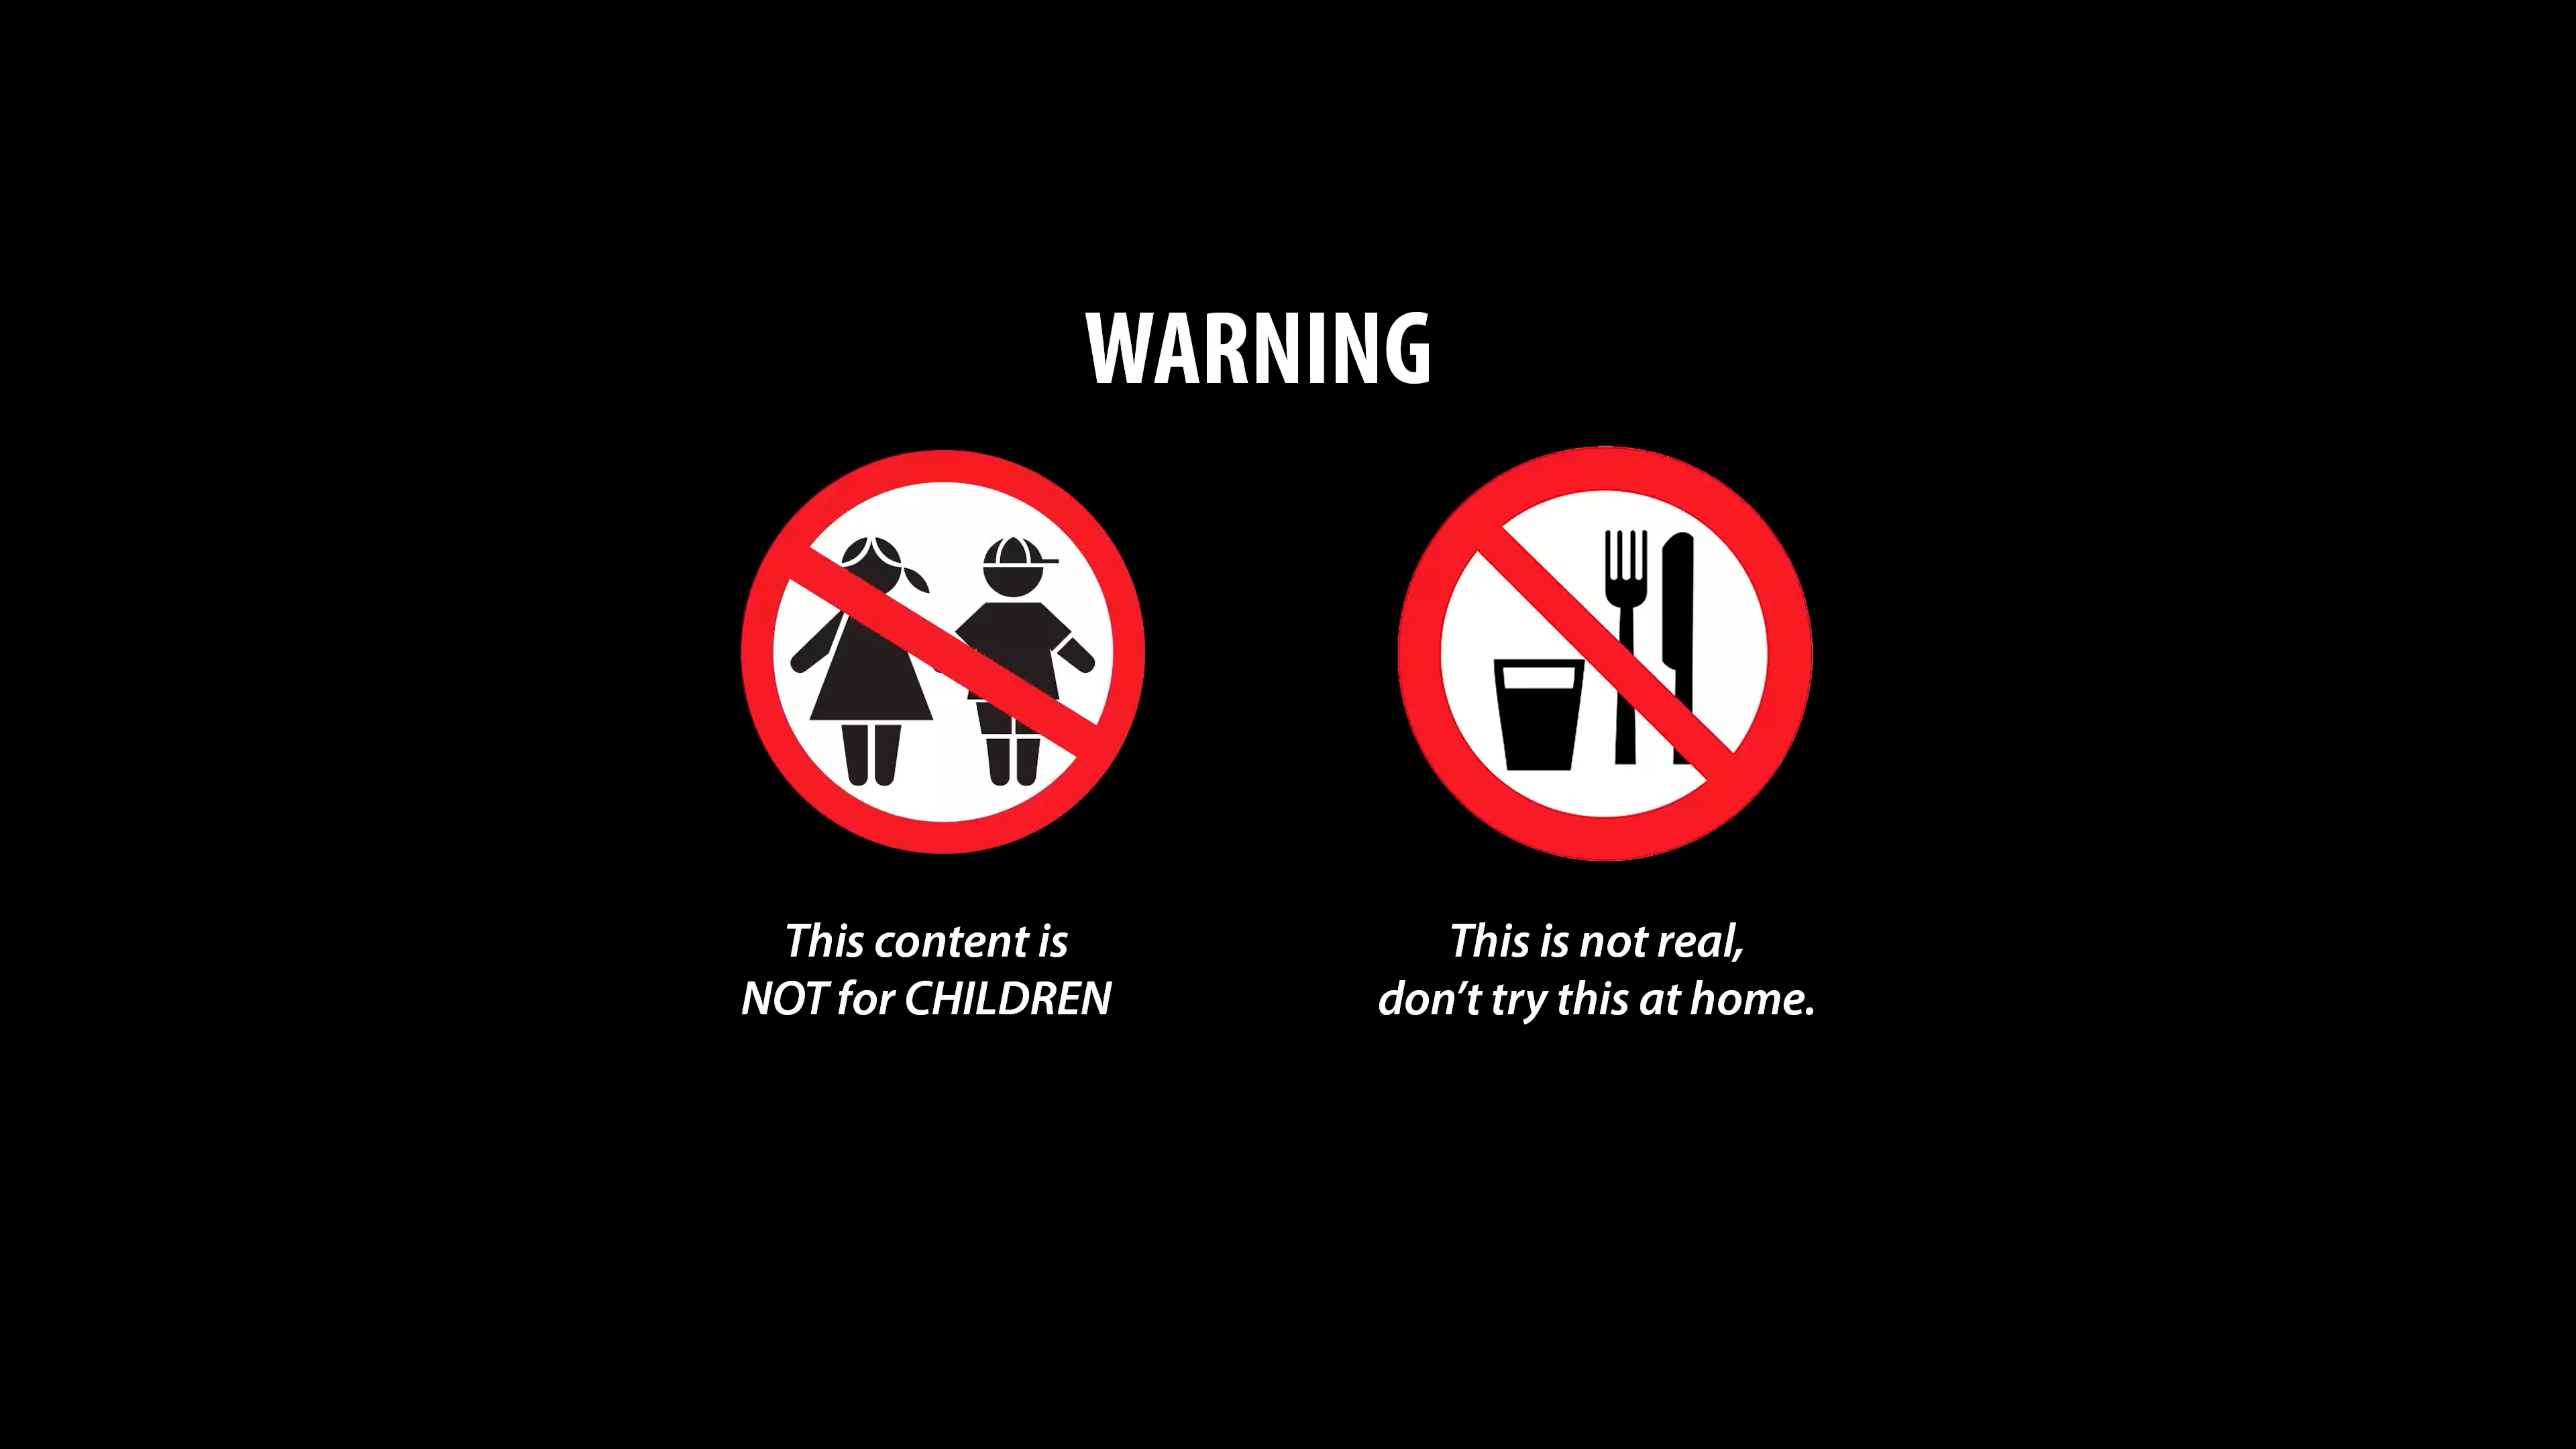 WARNING
This content is
NOT for CHILDREN
This is not real,
don’t try this at home.